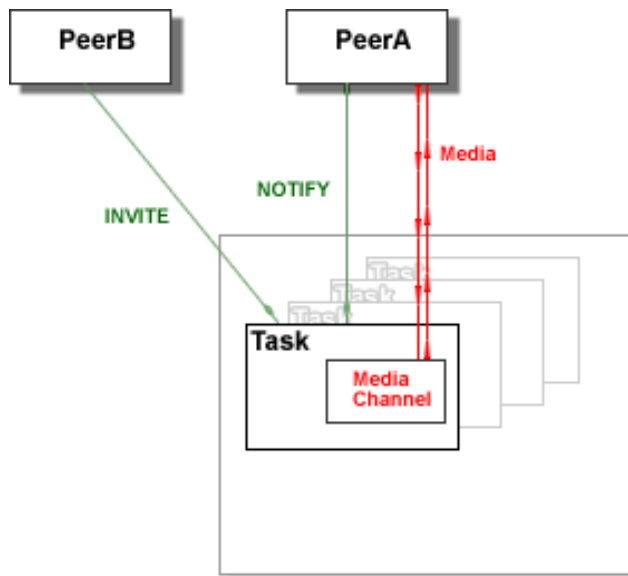 PeerB
PeerA
Media
NOTIFY
INVITE
Task
Task
Task
Task
Media
Channel